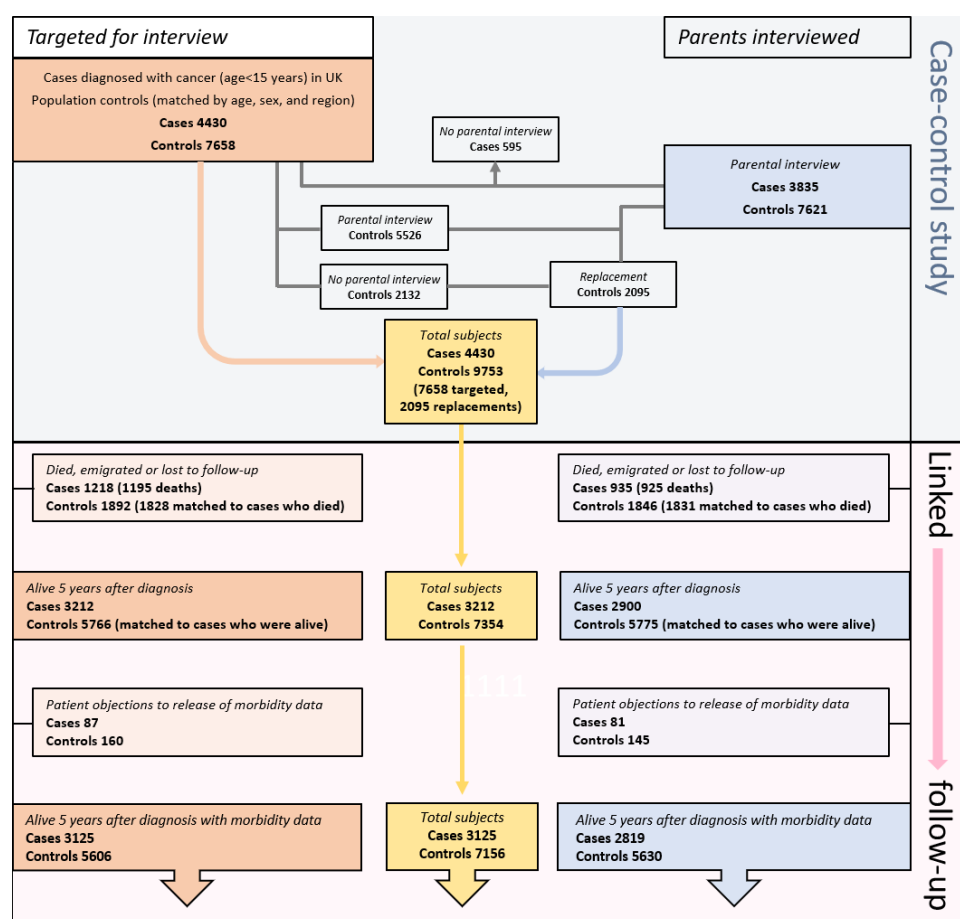 Targeted for interview
Parents interviewed
Cases diagnosed with cancer (age<15 years) in UK
Population controls (matched by age, sex, and region)
Cases 4430
Controls 7658
No parental interview
Cases 595
Parental interview
Cases 3835
Controls 7621
Parental interview
Controls 5526
No parental interview
Controls 2132
Replacement
Controls 2095
Case-control study
Total subjects
Cases 4430
Controls 9753
(7658 targeted,
2095 replacements)
Died, emigrated or lost to follow-up
Cases 1218 (1195 deaths)
Controls 1892 (1828 matched to cases who died)
Died, emigrated or lost to follow-up
Cases 935 (925 deaths)
Controls 1846 (1831 matched to cases who died)
Linked
Alive 5 years after diagnosis
Cases 3212
Controls 5766 (matched to cases who were alive)
Total subjects
Cases 3212
Controls 7354
Alive 5 years after diagnosis
Cases 2900
Controls 5775 (matched to cases who were alive)
1111
Patient objections to release of morbidity data
Cases 87
Controls 160
Patient objections to release of morbidity data
Cases 81
Controls 145
Alive 5 years after diagnosis with morbidity data
Cases 3125
Controls 5606
Total subjects
Cases 3125
Controls 7156
Alive 5 years after diagnosis with morbidity data
Cases 2819
Controls 5630
follow-up